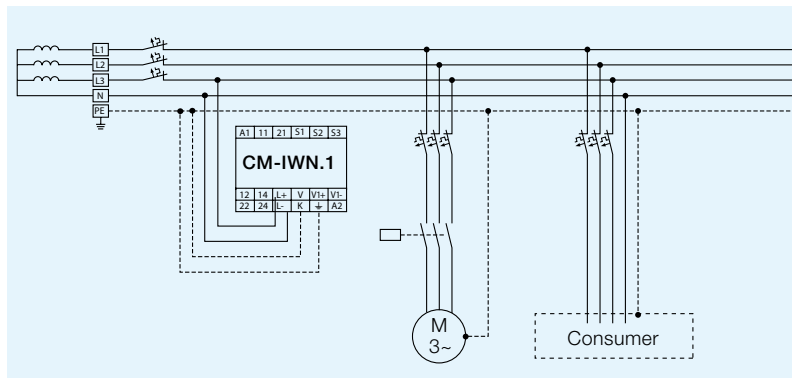 L1
L2
L3
N
PE
A1 11 21 S1 S2 S3
CM-IWN.1
12 14 L+ V V1+ V1-
22 24 L- K ⏚ A2
M
3~
Consumer